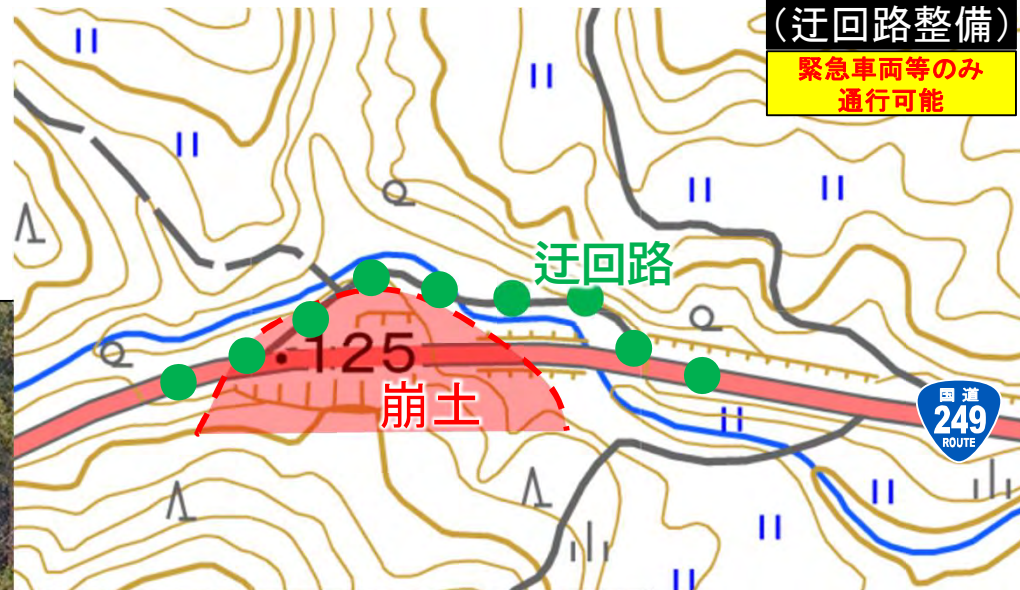 （迂回路整備）
緊急車両等のみ
通行可能
迂回路
・125
崩土
国道
249
ROUTE